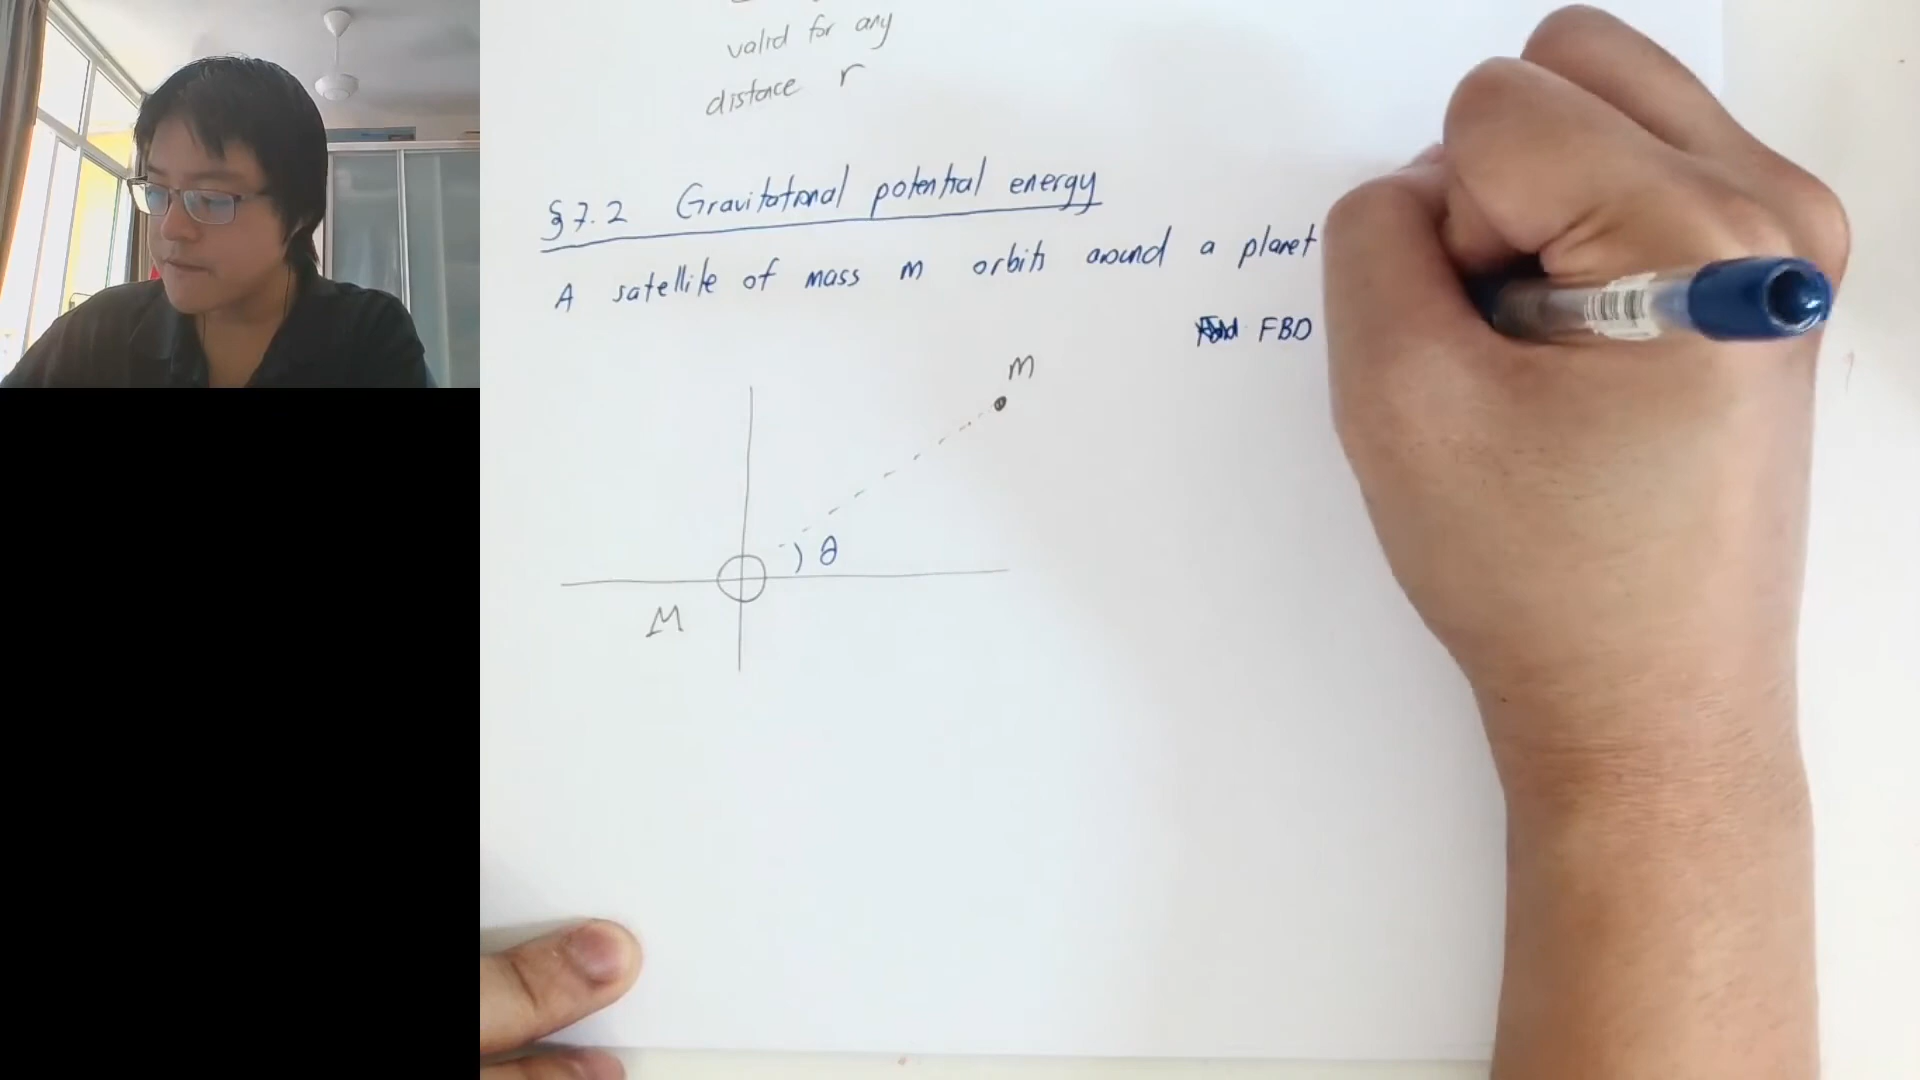 valid for any
distance r
§7.2 Gravitational potential energy
A satellite of mass m orbits around a planet
FBD
m
θ
M